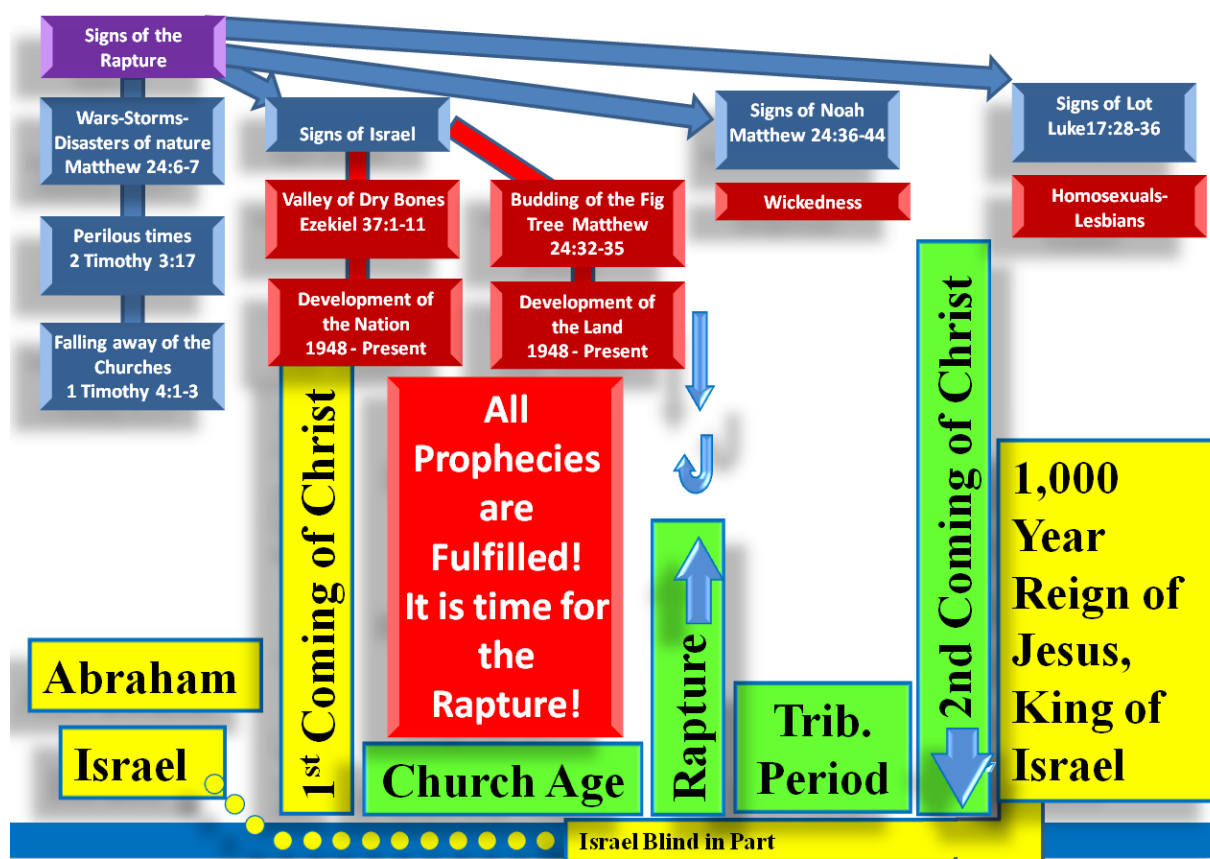 Signs of the
Rapture
Wars-Storms-
Disasters of nature
Matthew 24:6-7
Perilous times
2 Timothy 3:17
Falling away of the
Churches
1 Timothy 4:1-3
Signs of Israel
Valley of Dry Bones
Ezekiel 37:1-11
Development of
the Nation
1948 - Present
Budding of the Fig
Tree Matthew
24:32-35
Development of
the Land
1948 - Present
Signs of Noah
Matthew 24:36-44
Wickedness
Signs of Lot
Luke17:28-36
Homosexuals-
Lesbians
Abraham
Israel
1st Coming of Christ
All
Prophecies
are
Fulfilled!
It is time for
the
Rapture!
Church Age
Rapture
Trib.
Period
2nd Coming of Christ
1,000
Year
Reign of
Jesus,
King of
Israel
Israel Blind in Part